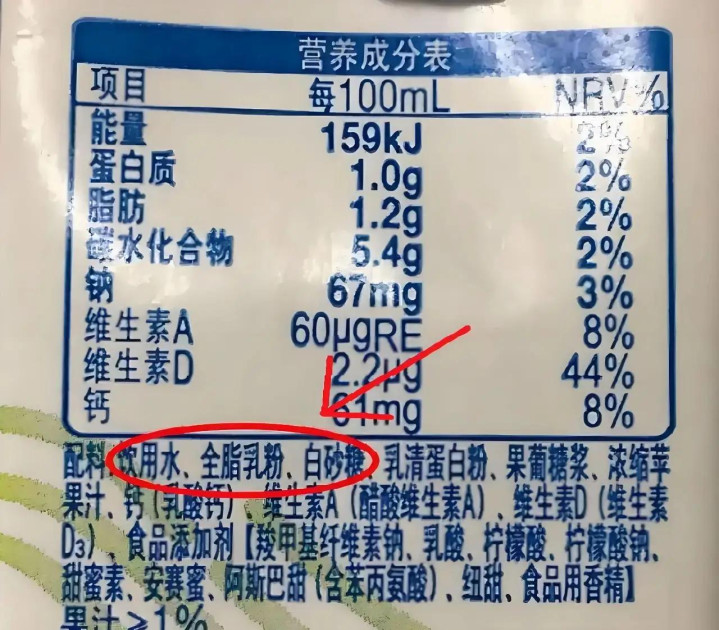 营养成分表
项目 每100mL NRV%
能量 159kJ 2%
蛋白质 1.0g 2%
脂肪 1.2g 2%
碳水化合物 5.4g 2%
钠 67mg 3%
维生素A 60μgRE 8%
维生素D 2.2μg 44%
钙 61mg 8%
配料:饮用水、全脂乳粉、白砂糖、乳清蛋白粉、果葡糖浆、浓缩苹
果汁、钙(乳酸钙)、维生素A(醋酸维生素A)、维生素D(维生素
D3)、食品添加剂【羧甲基纤维素钠、乳酸、柠檬酸、柠檬酸钠、
甜蜜素、安赛蜜、阿斯巴甜(含苯丙氨酸)、纽甜、食品用香精】
果汁≥1%